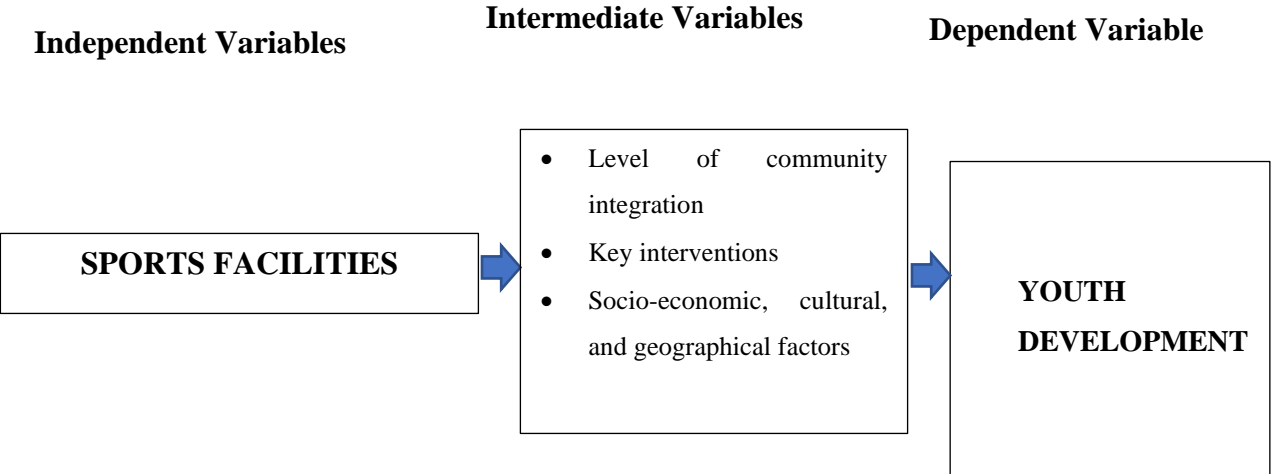 Independent Variables
Intermediate Variables
Dependent Variable
SPORTS FACILITIES
• Level of community
integration
• Key interventions
• Socio-economic, cultural,
and geographical factors
YOUTH
DEVELOPMENT